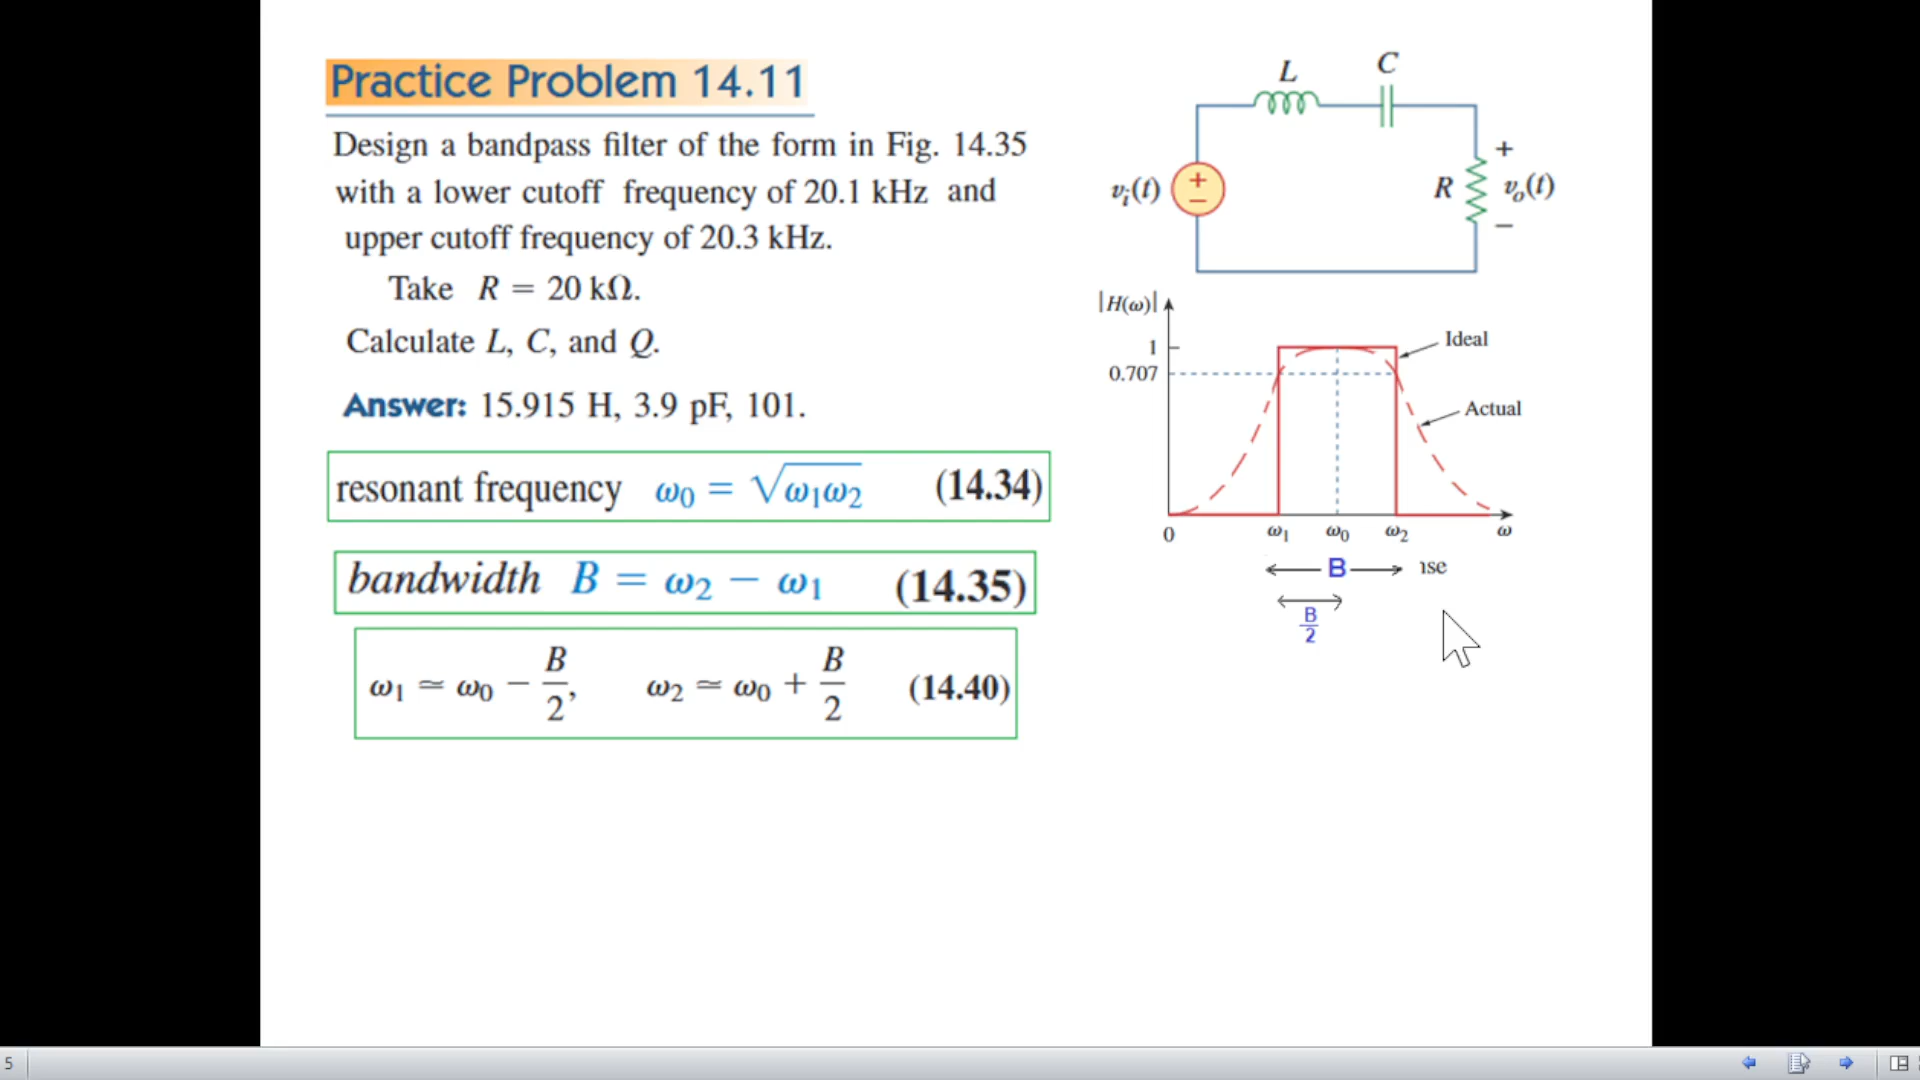 Practice Problem 14.11
Design a bandpass filter of the form in Fig. 14.35
with a lower cutoff frequency of 20.1 kHz and
upper cutoff frequency of 20.3 kHz.
Take R = 20 kΩ.
Calculate L, C, and Q.
Answer: 15.915 H, 3.9 pF, 101.
resonant frequency ω0 = √ω1ω2 (14.34)
bandwidth B = ω2 − ω1 (14.35)
ω1 ≃ ω0 − B/2, ω2 ≃ ω0 + B/2 (14.40)
L
C
+
vi(t)
+
−
R
vo(t)
−
|H(ω)|
1
0.707
Ideal
Actual
0 ω1 ω0 ω2 ω
B
ıse
B
2
5